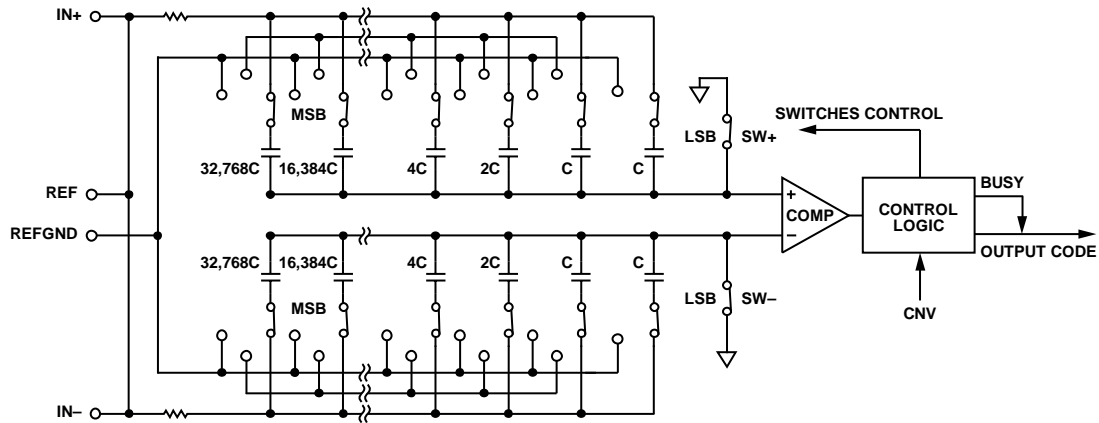 IN+
MSB
LSB
SW+
SWITCHES CONTROL
32,768C
16,384C
4C
2C
C
C
BUSY
REF
COMP
+
−
CONTROL
LOGIC
REFGND
OUTPUT CODE
32,768C
16,384C
4C
2C
C
C
MSB
LSB
SW−
CNV
IN−